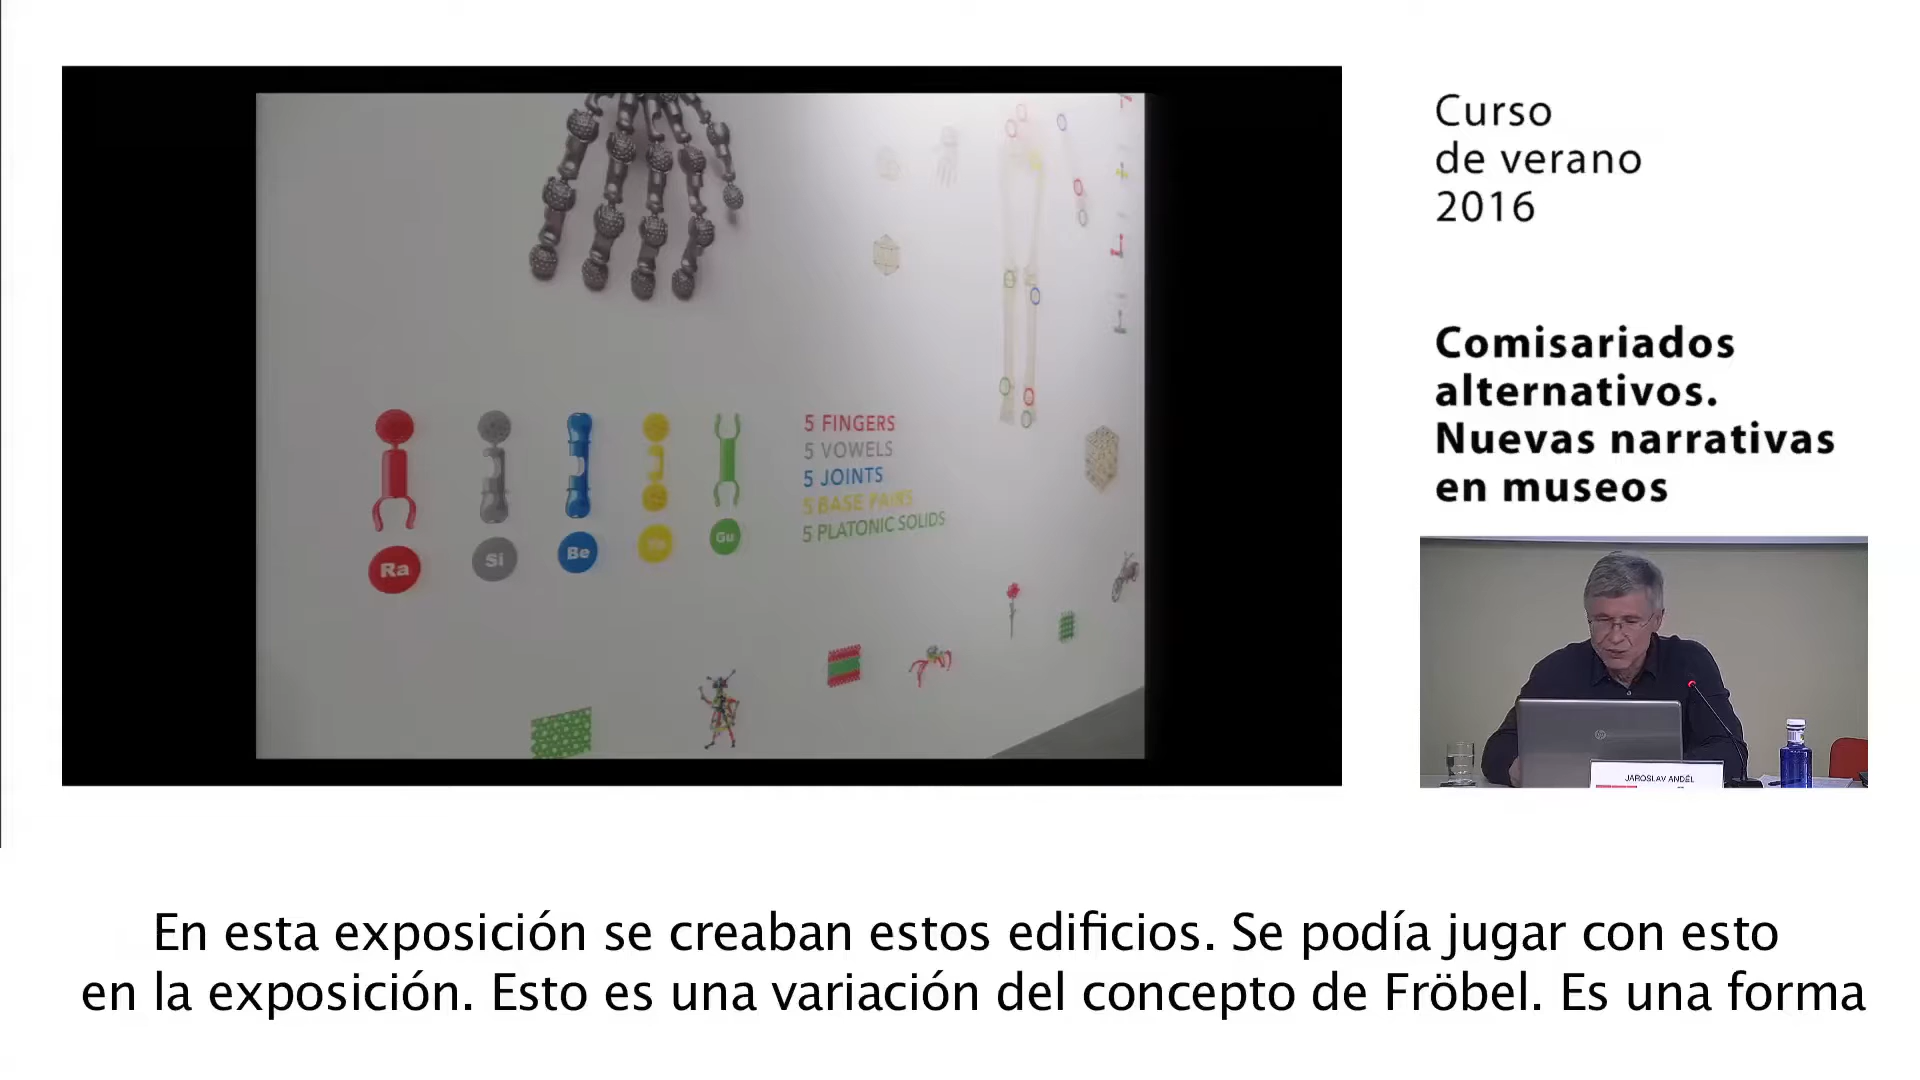 5 FINGERS
5 VOWELS
5 JOINTS
5 BASE PAIRS
5 PLATONIC SOLIDS
Ra
Si
Be
Gu
Curso
de verano
2016
Comisariados
alternativos.
Nuevas narrativas
en museos
JAROSLAV ANDĚL
En esta exposición se creaban estos edificios. Se podía jugar con esto
en la exposición. Esto es una variación del concepto de Fröbel. Es una forma